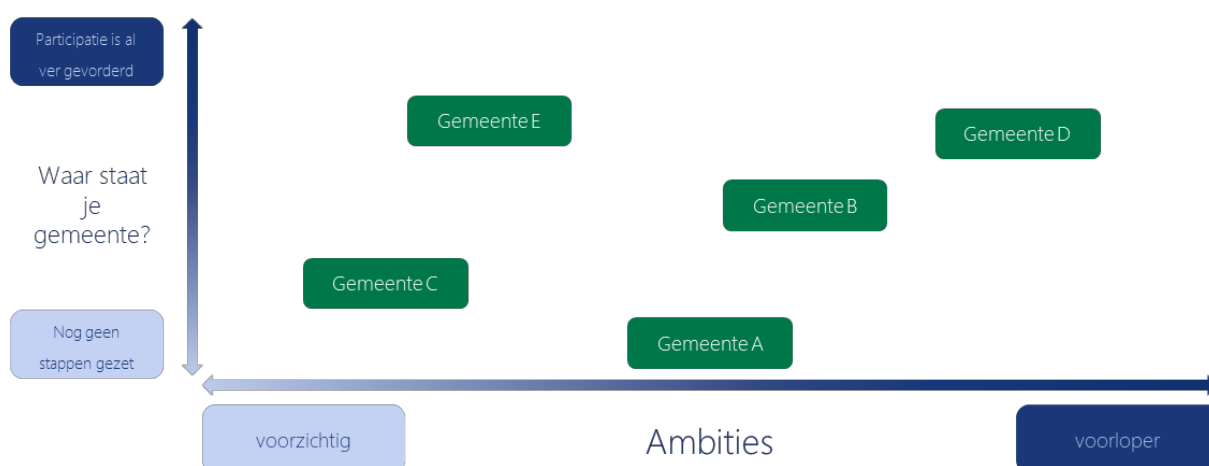 Participatie is al
ver gevorderd
Gemeente E
Gemeente D
Waar staat
je
gemeente?
Gemeente B
Gemeente C
Nog geen
stappen gezet
Gemeente A
voorzichtig
Ambities
voorloper